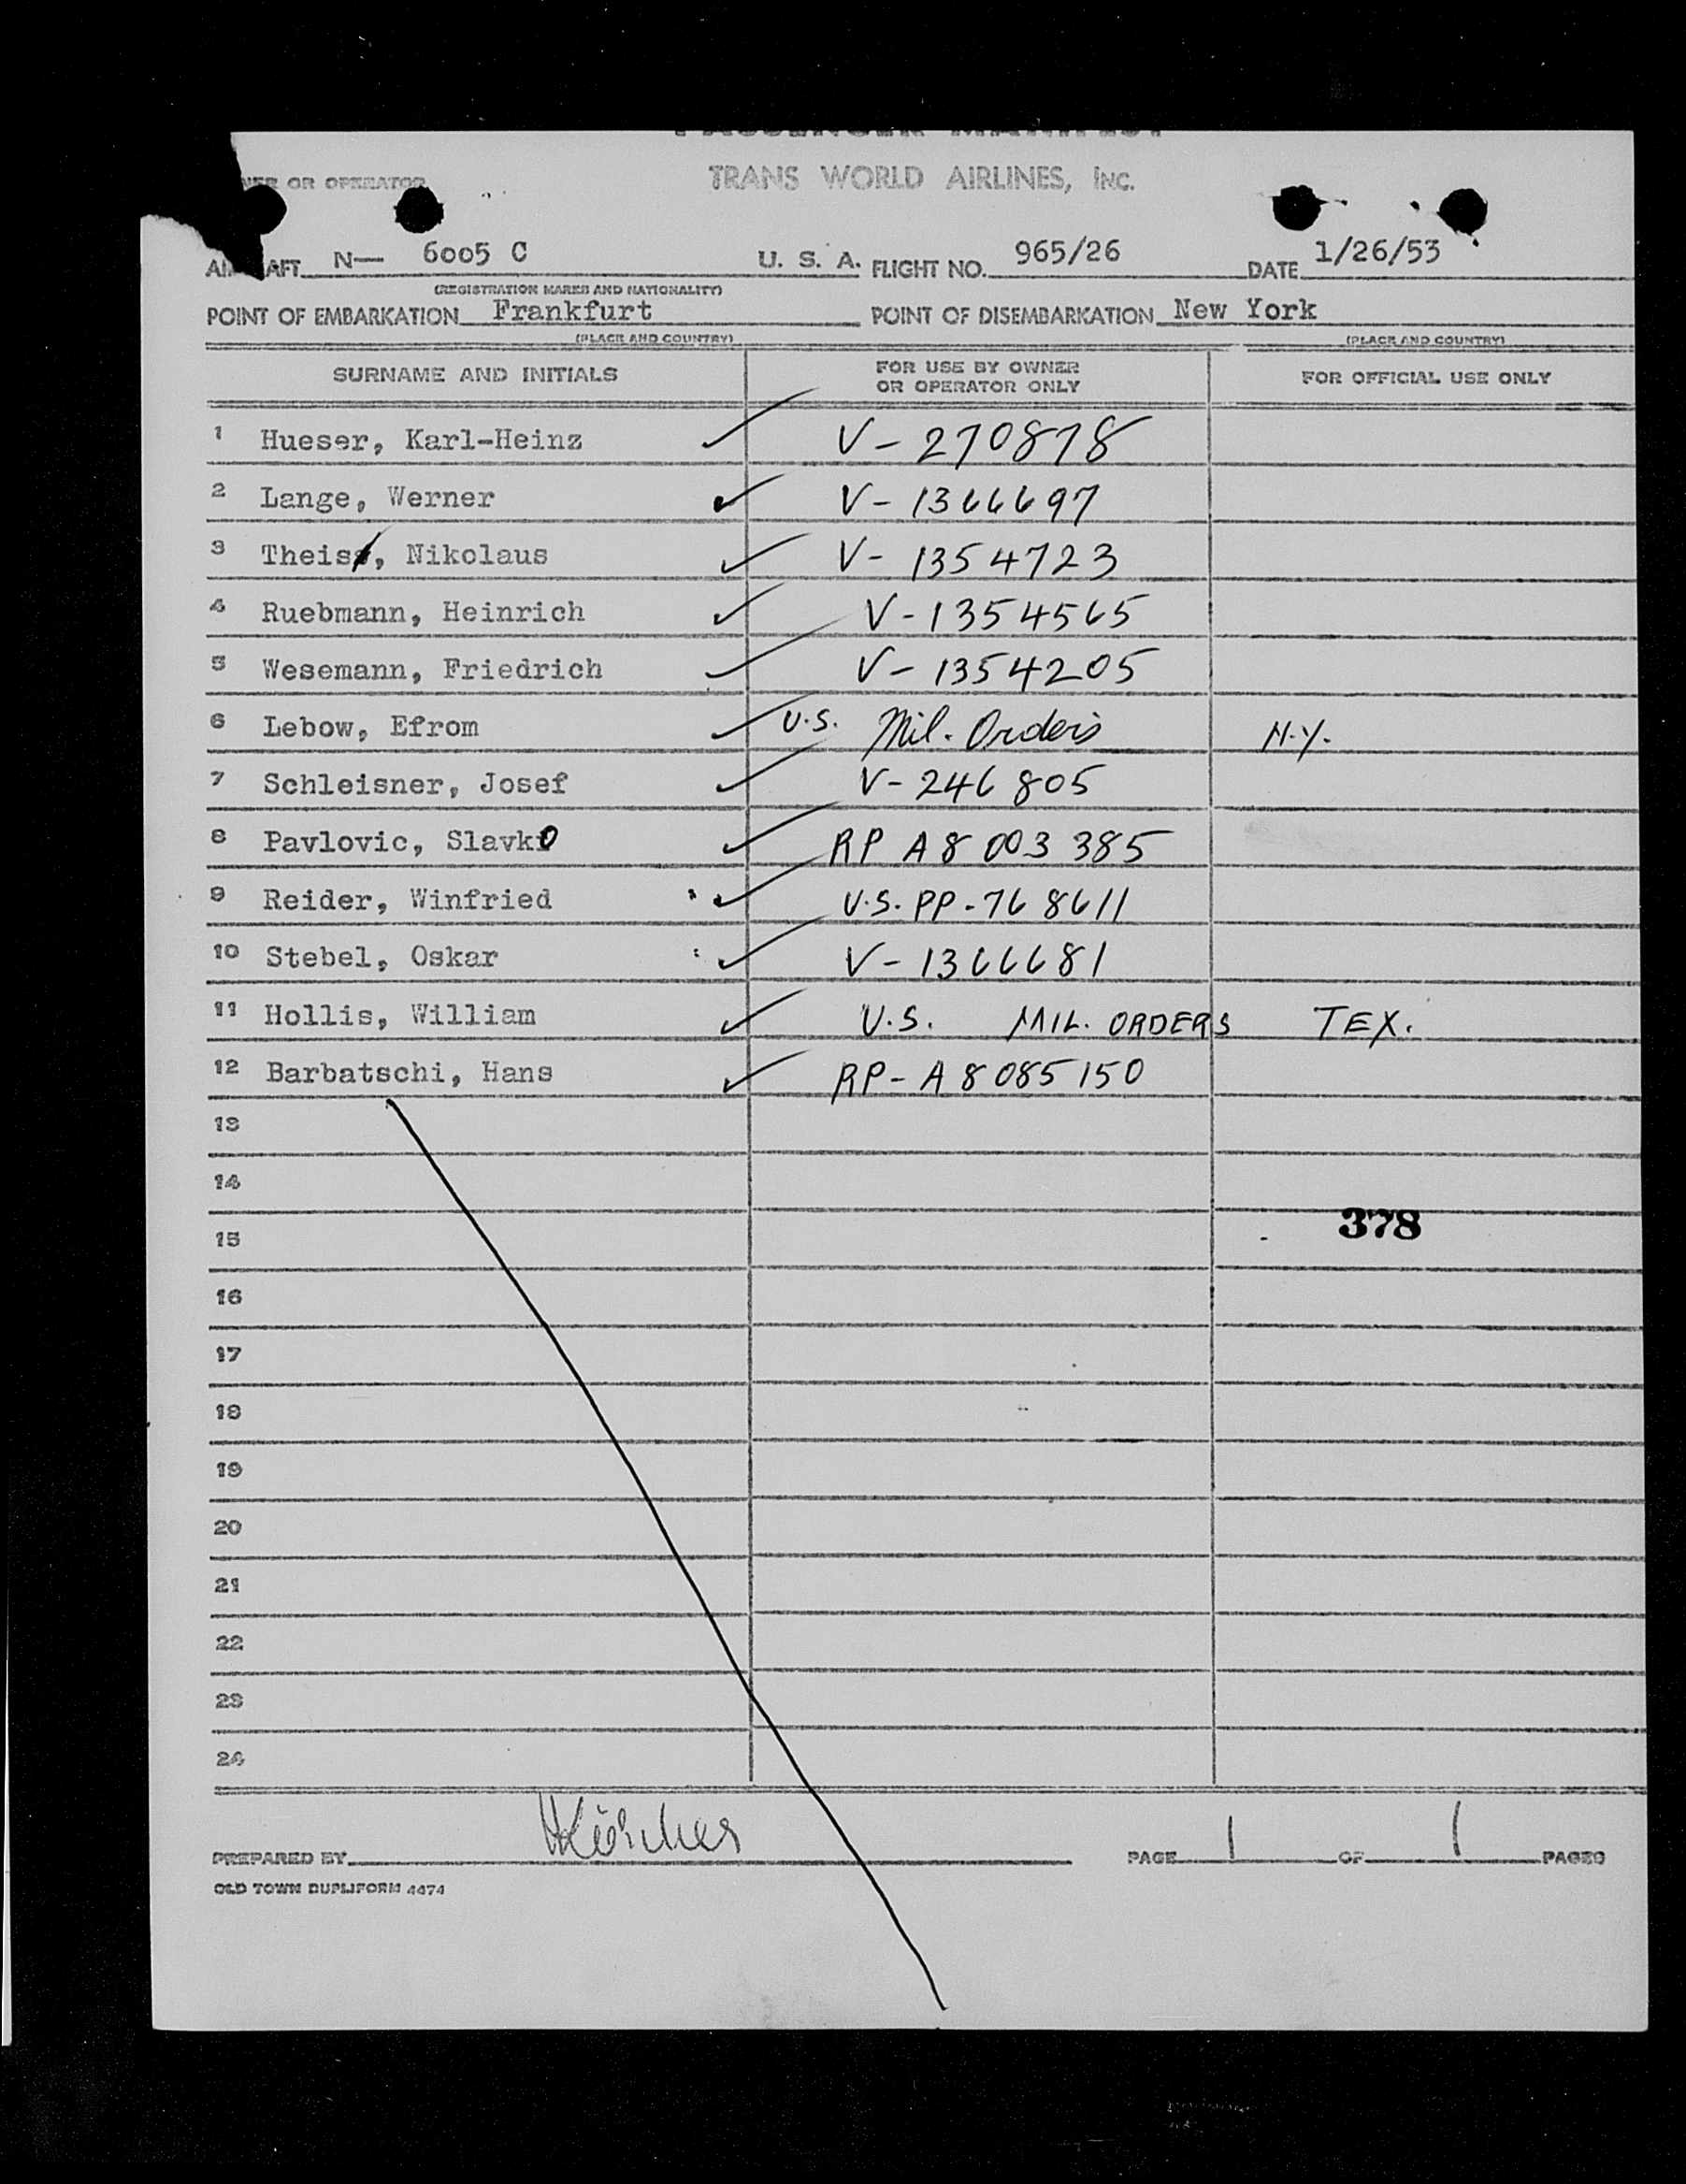 PASSENGER MANIFEST
OWNER OR OPERATOR TRANS WORLD AIRLINES, INC.
AIRCRAFT N— 6005 C U. S. A. FLIGHT NO. 965/26 DATE 1/26/53
(REGISTRATION MARKS AND NATIONALITY)
POINT OF EMBARKATION Frankfurt POINT OF DISEMBARKATION New York
(PLACE AND COUNTRY) (PLACE AND COUNTRY)
SURNAME AND INITIALS FOR USE BY OWNER OR OPERATOR ONLY FOR OFFICIAL USE ONLY
1 Hueser, Karl-Heinz ✓ V-270878
2 Lange, Werner ✓ V-1366697
3 Theis, Nikolaus ✓ V-1354723
4 Ruebmann, Heinrich ✓ V-1354565
5 Wesemann, Friedrich ✓ V-1354205
6 Lebow, Efrom ✓ U.S. Mil. Orders N.Y.
7 Schleisner, Josef ✓ V-246805
8 Pavlovic, Slavko ✓ RP A8 003 385
9 Reider, Winfried ✓ U.S. PP-768611
10 Stebel, Oskar ✓ V-1366681
11 Hollis, William ✓ U.S. MIL. ORDERS TEX.
12 Barbatschi, Hans ✓ RP-A8085150
13
14
378
15
16
17
18
19
20
21
22
23
24
PREPARED BY PAGE 1 OF 1 PAGES
OLD TOWN DUPLIFORM 4474